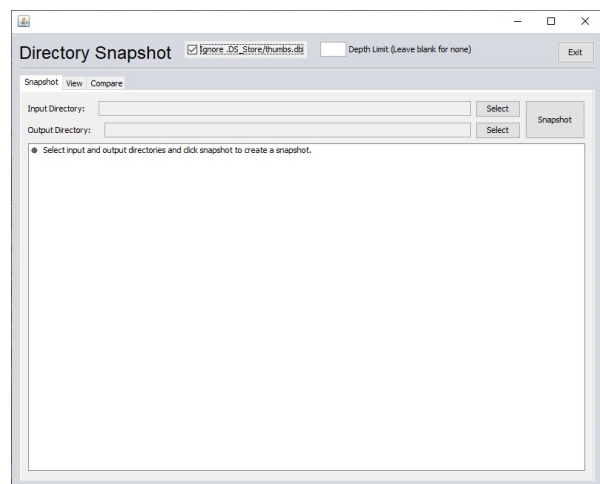 Directory Snapshot
Ignore .DS_Store/thumbs.db
Depth Limit (Leave blank for none)
Exit
Snapshot View Compare
Input Directory:
Select
Snapshot
Output Directory:
Select
Select input and output directories and click snapshot to create a snapshot.